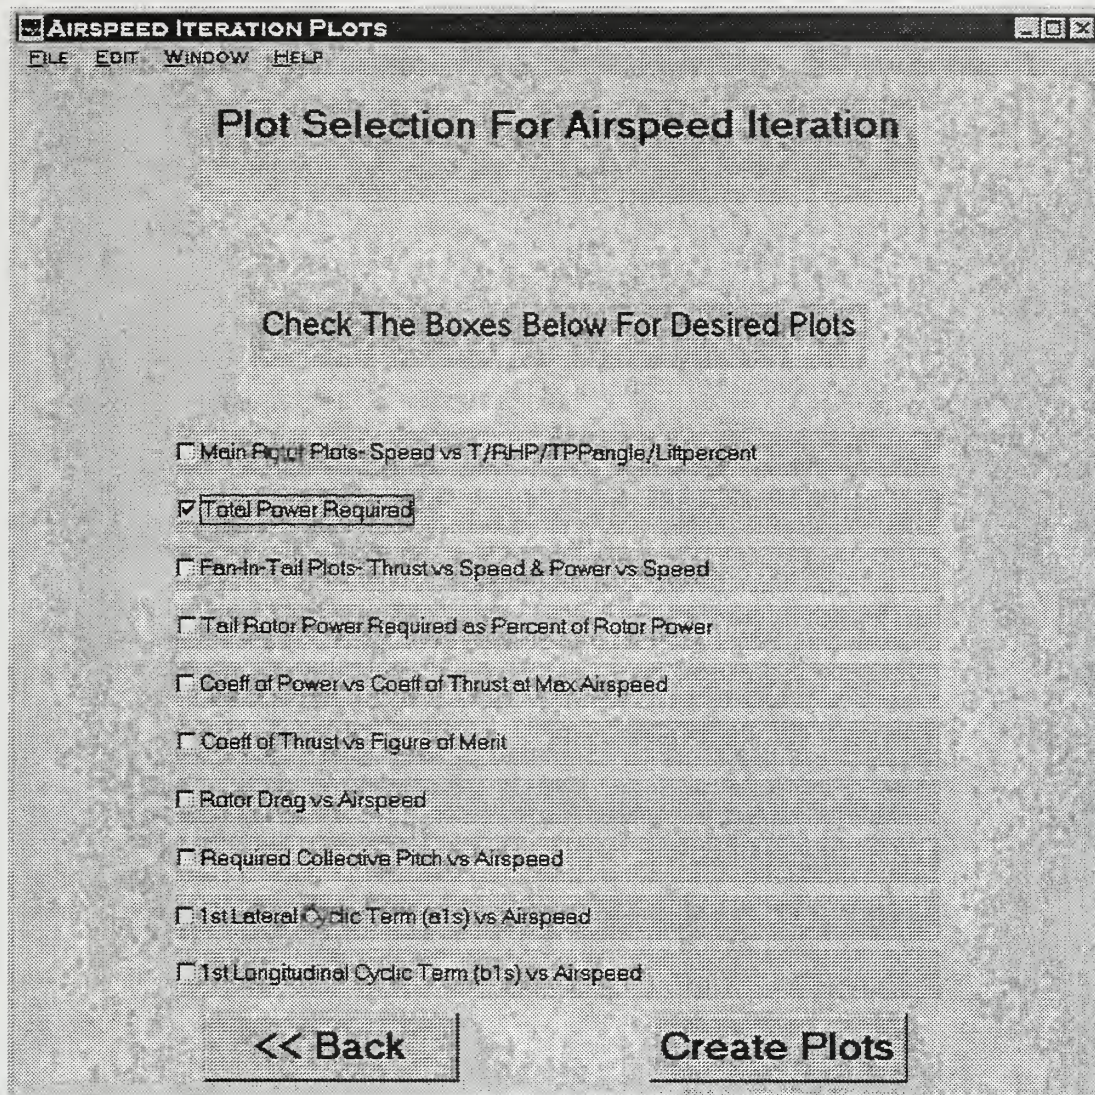 AIRSPEED ITERATION PLOTS
FILE EDIT WINDOW HELP
Plot Selection For Airspeed Iteration
Check The Boxes Below For Desired Plots
Main Rotor Plots- Speed vs T/RHP/TPPangle/Liftpercent
Total Power Required
Fan-In-Tail Plots- Thrust vs Speed & Power vs Speed
Tail Rotor Power Required as Percent of Rotor Power
Coeff of Power vs Coeff of Thrust at Max Airspeed
Coeff of Thrust vs Figure of Merit
Rotor Drag vs Airspeed
Required Collective Pitch vs Airspeed
1st Lateral Cyclic Term (a1s) vs Airspeed
1st Longitudinal Cyclic Term (b1s) vs Airspeed
<< Back Create Plots